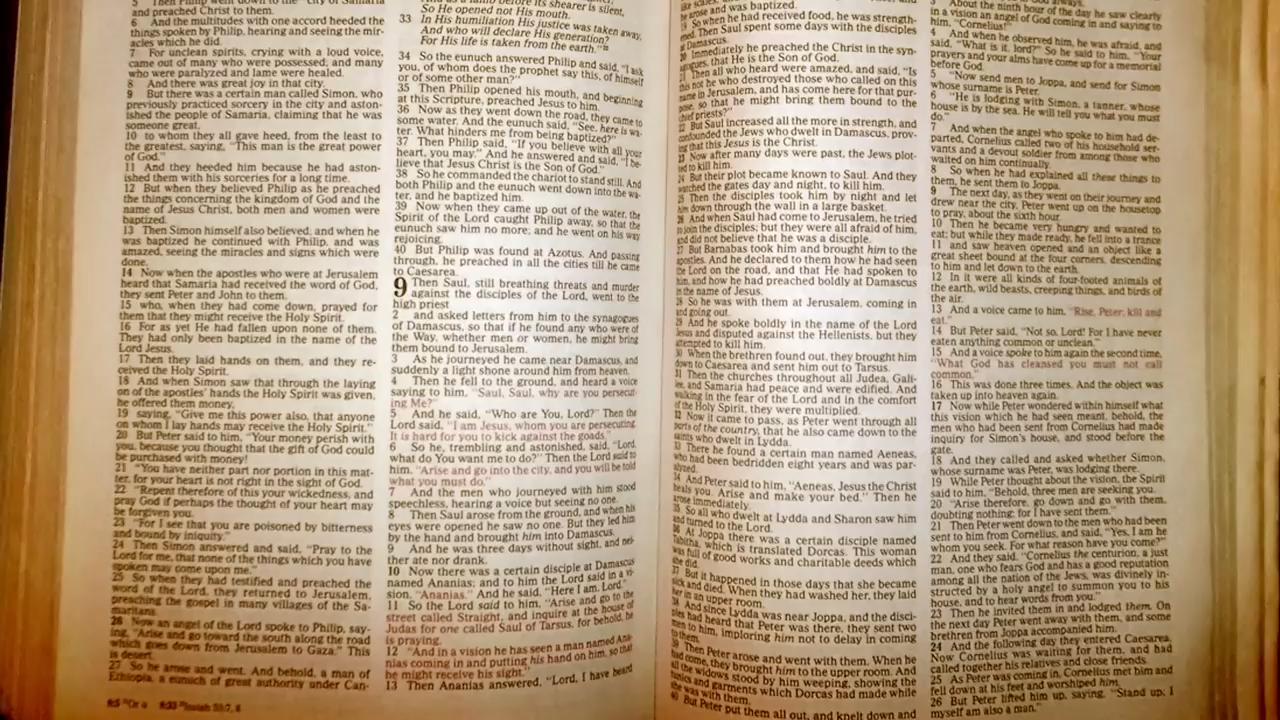 5 Then Philip went down to the city of Samaria
and preached Christ to them.
6 And the multitudes with one accord heeded the
things spoken by Philip, hearing and seeing the mir-
acles which he did.
7 For unclean spirits, crying with a loud voice,
came out of many who were possessed; and many
who were paralyzed and lame were healed.
8 And there was great joy in that city.
9 But there was a certain man called Simon, who
previously practiced sorcery in the city and aston-
ished the people of Samaria, claiming that he was
someone great,
10 to whom they all gave heed, from the least to
the greatest, saying, "This man is the great power
of God."
11 And they heeded him because he had aston-
ished them with his sorceries for a long time.
12 But when they believed Philip as he preached
the things concerning the kingdom of God and the
name of Jesus Christ, both men and women were
baptized.
13 Then Simon himself also believed; and when he
was baptized he continued with Philip, and was
amazed, seeing the miracles and signs which were
done.
14 Now when the apostles who were at Jerusalem
heard that Samaria had received the word of God,
they sent Peter and John to them.
15 who, when they had come down, prayed for
them that they might receive the Holy Spirit.
16 For as yet He had fallen upon none of them.
They had only been baptized in the name of the
Lord Jesus.
17 Then they laid hands on them, and they re-
ceived the Holy Spirit.
18 And when Simon saw that through the laying
on of the apostles' hands the Holy Spirit was given,
he offered them money,
19 saying, "Give me this power also, that anyone
on whom I lay hands may receive the Holy Spirit."
20 But Peter said to him, "Your money perish with
you, because you thought that the gift of God could
be purchased with money!
21 "You have neither part nor portion in this mat-
ter, for your heart is not right in the sight of God.
22 "Repent therefore of this your wickedness, and
pray God if perhaps the thought of your heart may
be forgiven you.
23 "For I see that you are poisoned by bitterness
and bound by iniquity."
24 Then Simon answered and said, "Pray to the
Lord for me, that none of the things which you have
spoken may come upon me."
25 So when they had testified and preached the
word of the Lord, they returned to Jerusalem,
preaching the gospel in many villages of the Sa-
maritans.
26 Now an angel of the Lord spoke to Philip, say-
ing, "Arise and go toward the south along the road
which goes down from Jerusalem to Gaza." This
is desert.
27 So he arose and went. And behold, a man of
Ethiopia, a eunuch of great authority under Can-
8:5 Or a 8:33 Isaiah 53:7, 8
And as a lamb before its shearer is silent,
So He opened not His mouth.
33 In His humiliation His justice was taken away,
And who will declare His generation?
For His life is taken from the earth."
34 So the eunuch answered Philip and said, "I ask
you, of whom does the prophet say this, of himself
or of some other man?"
35 Then Philip opened his mouth, and beginning
at this Scripture, preached Jesus to him.
36 Now as they went down the road, they came to
some water. And the eunuch said, "See, here is wa-
ter. What hinders me from being baptized?"
37 Then Philip said, "If you believe with all your
heart, you may." And he answered and said, "I be-
lieve that Jesus Christ is the Son of God."
38 So he commanded the chariot to stand still. And
both Philip and the eunuch went down into the wa-
ter, and he baptized him.
39 Now when they came up out of the water, the
Spirit of the Lord caught Philip away, so that the
eunuch saw him no more; and he went on his way
rejoicing.
40 But Philip was found at Azotus. And passing
through, he preached in all the cities till he came
to Caesarea.
9 Then Saul, still breathing threats and murder
against the disciples of the Lord, went to the
high priest
2 and asked letters from him to the synagogues
of Damascus, so that if he found any who were of
the Way, whether men or women, he might bring
them bound to Jerusalem.
3 As he journeyed he came near Damascus, and
suddenly a light shone around him from heaven.
4 Then he fell to the ground, and heard a voice
saying to him, "Saul, Saul, why are you persecut-
ing Me?"
5 And he said, "Who are You, Lord?" Then the
Lord said, "I am Jesus, whom you are persecuting.
It is hard for you to kick against the goads."
6 So he, trembling and astonished, said, "Lord,
what do You want me to do?" Then the Lord said to
him, "Arise and go into the city, and you will be told
what you must do."
7 And the men who journeyed with him stood
speechless, hearing a voice but seeing no one.
8 Then Saul arose from the ground, and when his
eyes were opened he saw no one. But they led him
by the hand and brought him into Damascus.
9 And he was three days without sight, and nei-
ther ate nor drank.
10 Now there was a certain disciple at Damascus
named Ananias; and to him the Lord said in a vi-
sion, "Ananias." And he said, "Here I am, Lord."
11 So the Lord said to him, "Arise and go to the
street called Straight, and inquire at the house of
Judas for one called Saul of Tarsus, for behold, he
is praying.
12 "And in a vision he has seen a man named Ana-
nias coming in and putting his hand on him, so that
he might receive his sight."
13 Then Ananias answered, "Lord, I have heard
he arose and was baptized.
So when he had received food, he was strength-
ened. Then Saul spent some days with the disciples
at Damascus.
20 Immediately he preached the Christ in the syn-
agogues, that He is the Son of God.
21 Then all who heard were amazed, and said, "Is
this not he who destroyed those who called on this
name in Jerusalem, and has come here for that pur-
pose, so that he might bring them bound to the
chief priests?"
22 But Saul increased all the more in strength, and
confounded the Jews who dwelt in Damascus, prov-
ing that this Jesus is the Christ.
23 Now after many days were past, the Jews plot-
ted to kill him.
24 But their plot became known to Saul. And they
watched the gates day and night, to kill him.
25 Then the disciples took him by night and let
him down through the wall in a large basket.
26 And when Saul had come to Jerusalem, he tried
to join the disciples; but they were all afraid of him,
and did not believe that he was a disciple.
27 But Barnabas took him and brought him to the
apostles. And he declared to them how he had seen
the Lord on the road, and that He had spoken to
him, and how he had preached boldly at Damascus
in the name of Jesus.
28 So he was with them at Jerusalem, coming in
and going out.
29 And he spoke boldly in the name of the Lord
Jesus and disputed against the Hellenists, but they
attempted to kill him.
30 When the brethren found out, they brought him
down to Caesarea and sent him out to Tarsus.
31 Then the churches throughout all Judea, Gali-
lee, and Samaria had peace and were edified. And
walking in the fear of the Lord and in the comfort
of the Holy Spirit, they were multiplied.
32 Now it came to pass, as Peter went through all
parts of the country, that he also came down to the
saints who dwelt in Lydda.
33 There he found a certain man named Aeneas,
who had been bedridden eight years and was par-
alyzed.
34 And Peter said to him, "Aeneas, Jesus the Christ
heals you. Arise and make your bed." Then he
arose immediately.
35 So all who dwelt at Lydda and Sharon saw him
and turned to the Lord.
36 At Joppa there was a certain disciple named
Tabitha, which is translated Dorcas. This woman
was full of good works and charitable deeds which
she did.
37 But it happened in those days that she became
sick and died. When they had washed her, they laid
her in an upper room.
38 And since Lydda was near Joppa, and the disci-
ples had heard that Peter was there, they sent two
men to him, imploring him not to delay in coming
to them.
39 Then Peter arose and went with them. When he
had come, they brought him to the upper room. And
all the widows stood by him weeping, showing the
tunics and garments which Dorcas had made while
she was with them.
40 But Peter put them all out, and knelt down and
3 About the ninth hour of the day he saw clearly
in a vision an angel of God coming in and saying to
him, "Cornelius!"
4 And when he observed him, he was afraid, and
said, "What is it, lord?" So he said to him, "Your
prayers and your alms have come up for a memorial
before God.
5 "Now send men to Joppa, and send for Simon
whose surname is Peter.
6 "He is lodging with Simon, a tanner, whose
house is by the sea. He will tell you what you must
do."
7 And when the angel who spoke to him had de-
parted, Cornelius called two of his household ser-
vants and a devout soldier from among those who
waited on him continually.
8 So when he had explained all these things to
them, he sent them to Joppa.
9 The next day, as they went on their journey and
drew near the city, Peter went up on the housetop
to pray, about the sixth hour.
10 Then he became very hungry and wanted to
eat; but while they made ready, he fell into a trance
11 and saw heaven opened and an object like a
great sheet bound at the four corners, descending
to him and let down to the earth.
12 In it were all kinds of four-footed animals of
the earth, wild beasts, creeping things, and birds of
the air.
13 And a voice came to him, "Rise, Peter; kill and
eat."
14 But Peter said, "Not so, Lord! For I have never
eaten anything common or unclean."
15 And a voice spoke to him again the second time,
"What God has cleansed you must not call
common."
16 This was done three times. And the object was
taken up into heaven again.
17 Now while Peter wondered within himself what
this vision which he had seen meant, behold, the
men who had been sent from Cornelius had made
inquiry for Simon's house, and stood before the
gate.
18 And they called and asked whether Simon,
whose surname was Peter, was lodging there.
19 While Peter thought about the vision, the Spirit
said to him, "Behold, three men are seeking you.
20 "Arise therefore, go down and go with them,
doubting nothing; for I have sent them."
21 Then Peter went down to the men who had been
sent to him from Cornelius, and said, "Yes, I am he
whom you seek. For what reason have you come?"
22 And they said, "Cornelius the centurion, a just
man, one who fears God and has a good reputation
among all the nation of the Jews, was divinely in-
structed by a holy angel to summon you to his
house, and to hear words from you."
23 Then he invited them in and lodged them. On
the next day Peter went away with them, and some
brethren from Joppa accompanied him.
24 And the following day they entered Caesarea.
Now Cornelius was waiting for them, and had
called together his relatives and close friends.
25 As Peter was coming in, Cornelius met him and
fell down at his feet and worshiped him.
26 But Peter lifted him up, saying, "Stand up; I
myself am also a man."